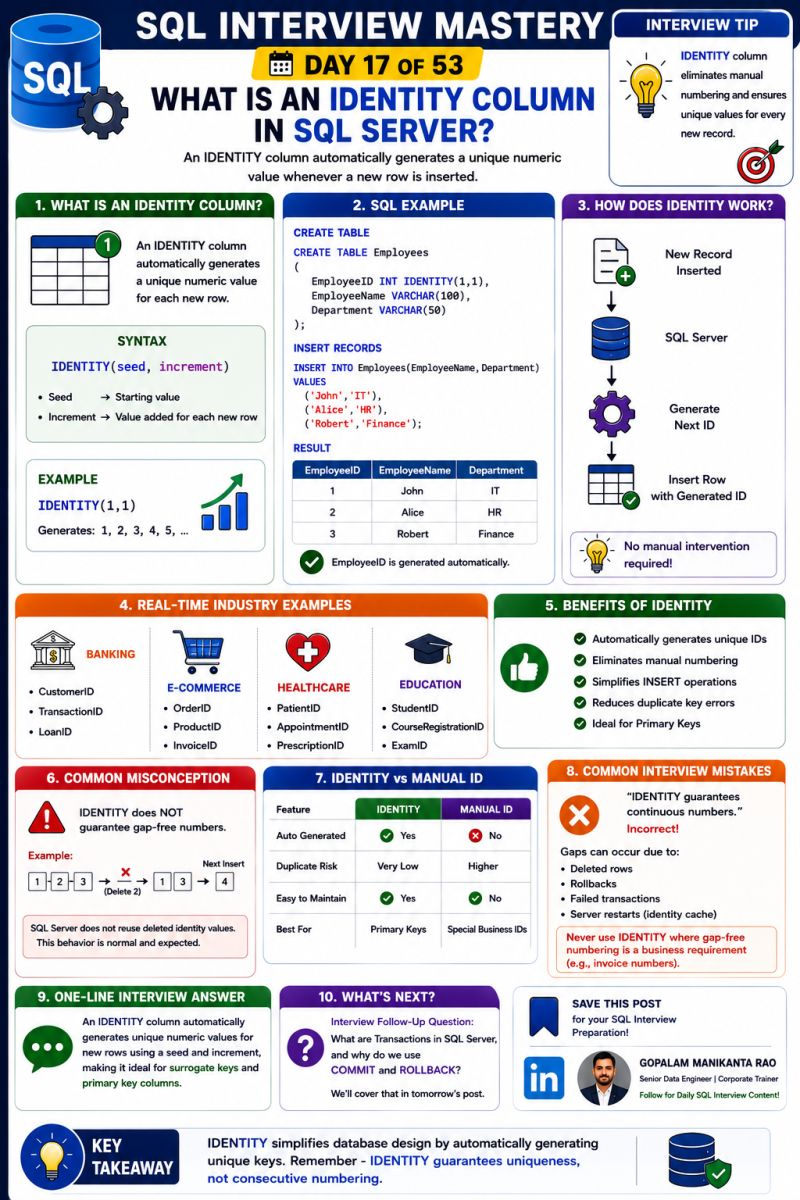 SQL
SQL INTERVIEW MASTERY
DAY 17 OF 53
WHAT IS AN IDENTITY COLUMN
IN SQL SERVER?
An IDENTITY column automatically generates a unique numeric
value whenever a new row is inserted.
INTERVIEW TIP
IDENTITY column
eliminates manual
numbering and ensures
unique values for every
new record.
1. WHAT IS AN IDENTITY COLUMN?
1
An IDENTITY column
automatically generates
a unique numeric value
for each new row.
SYNTAX
IDENTITY(seed, increment)
• Seed → Starting value
• Increment → Value added for each new row
EXAMPLE
IDENTITY(1,1)
Generates: 1, 2, 3, 4, 5, ...
2. SQL EXAMPLE
CREATE TABLE
CREATE TABLE Employees
(
EmployeeID INT IDENTITY(1,1),
EmployeeName VARCHAR(100),
Department VARCHAR(50)
);
INSERT RECORDS
INSERT INTO Employees(EmployeeName,Department)
VALUES
('John','IT'),
('Alice','HR'),
('Robert','Finance');
RESULT
EmployeeID EmployeeName Department
1 John IT
2 Alice HR
3 Robert Finance
EmployeeID is generated automatically.
3. HOW DOES IDENTITY WORK?
New Record
Inserted
SQL Server
Generate
Next ID
Insert Row
with Generated ID
No manual intervention
required!
4. REAL-TIME INDUSTRY EXAMPLES
BANKING
• CustomerID
• TransactionID
• LoanID
E-COMMERCE
• OrderID
• ProductID
• InvoiceID
HEALTHCARE
• PatientID
• AppointmentID
• PrescriptionID
EDUCATION
• StudentID
• CourseRegistrationID
• ExamID
5. BENEFITS OF IDENTITY
Automatically generates unique IDs
Eliminates manual numbering
Simplifies INSERT operations
Reduces duplicate key errors
Ideal for Primary Keys
6. COMMON MISCONCEPTION
IDENTITY does NOT
guarantee gap-free numbers.
Example:
Next Insert
1 - 2 - 3 → 1 3 → 4
(Delete 2)
SQL Server does not reuse deleted identity values.
This behavior is normal and expected.
7. IDENTITY vs MANUAL ID
Feature IDENTITY MANUAL ID
Auto Generated Yes No
Duplicate Risk Very Low Higher
Easy to Maintain Yes No
Best For Primary Keys Special Business IDs
8. COMMON INTERVIEW MISTAKES
"IDENTITY guarantees
continuous numbers."
Incorrect!
Gaps can occur due to:
• Deleted rows
• Rollbacks
• Failed transactions
• Server restarts (identity cache)
Never use IDENTITY where gap-free
numbering is a business requirement
(e.g., invoice numbers).
9. ONE-LINE INTERVIEW ANSWER
An IDENTITY column automatically
generates unique numeric values for
new rows using a seed and increment,
making it ideal for surrogate keys and
primary key columns.
10. WHAT'S NEXT?
?
Interview Follow-Up Question:
What are Transactions in SQL Server,
and why do we use
COMMIT and ROLLBACK?
We'll cover that in tomorrow's post.
SAVE THIS POST
for your SQL Interview
Preparation!
in
GOPALAM MANIKANTA RAO
Senior Data Engineer | Corporate Trainer
Follow for Daily SQL Interview Content!
KEY
TAKEAWAY
IDENTITY simplifies database design by automatically generating
unique keys. Remember - IDENTITY guarantees uniqueness,
not consecutive numbering.